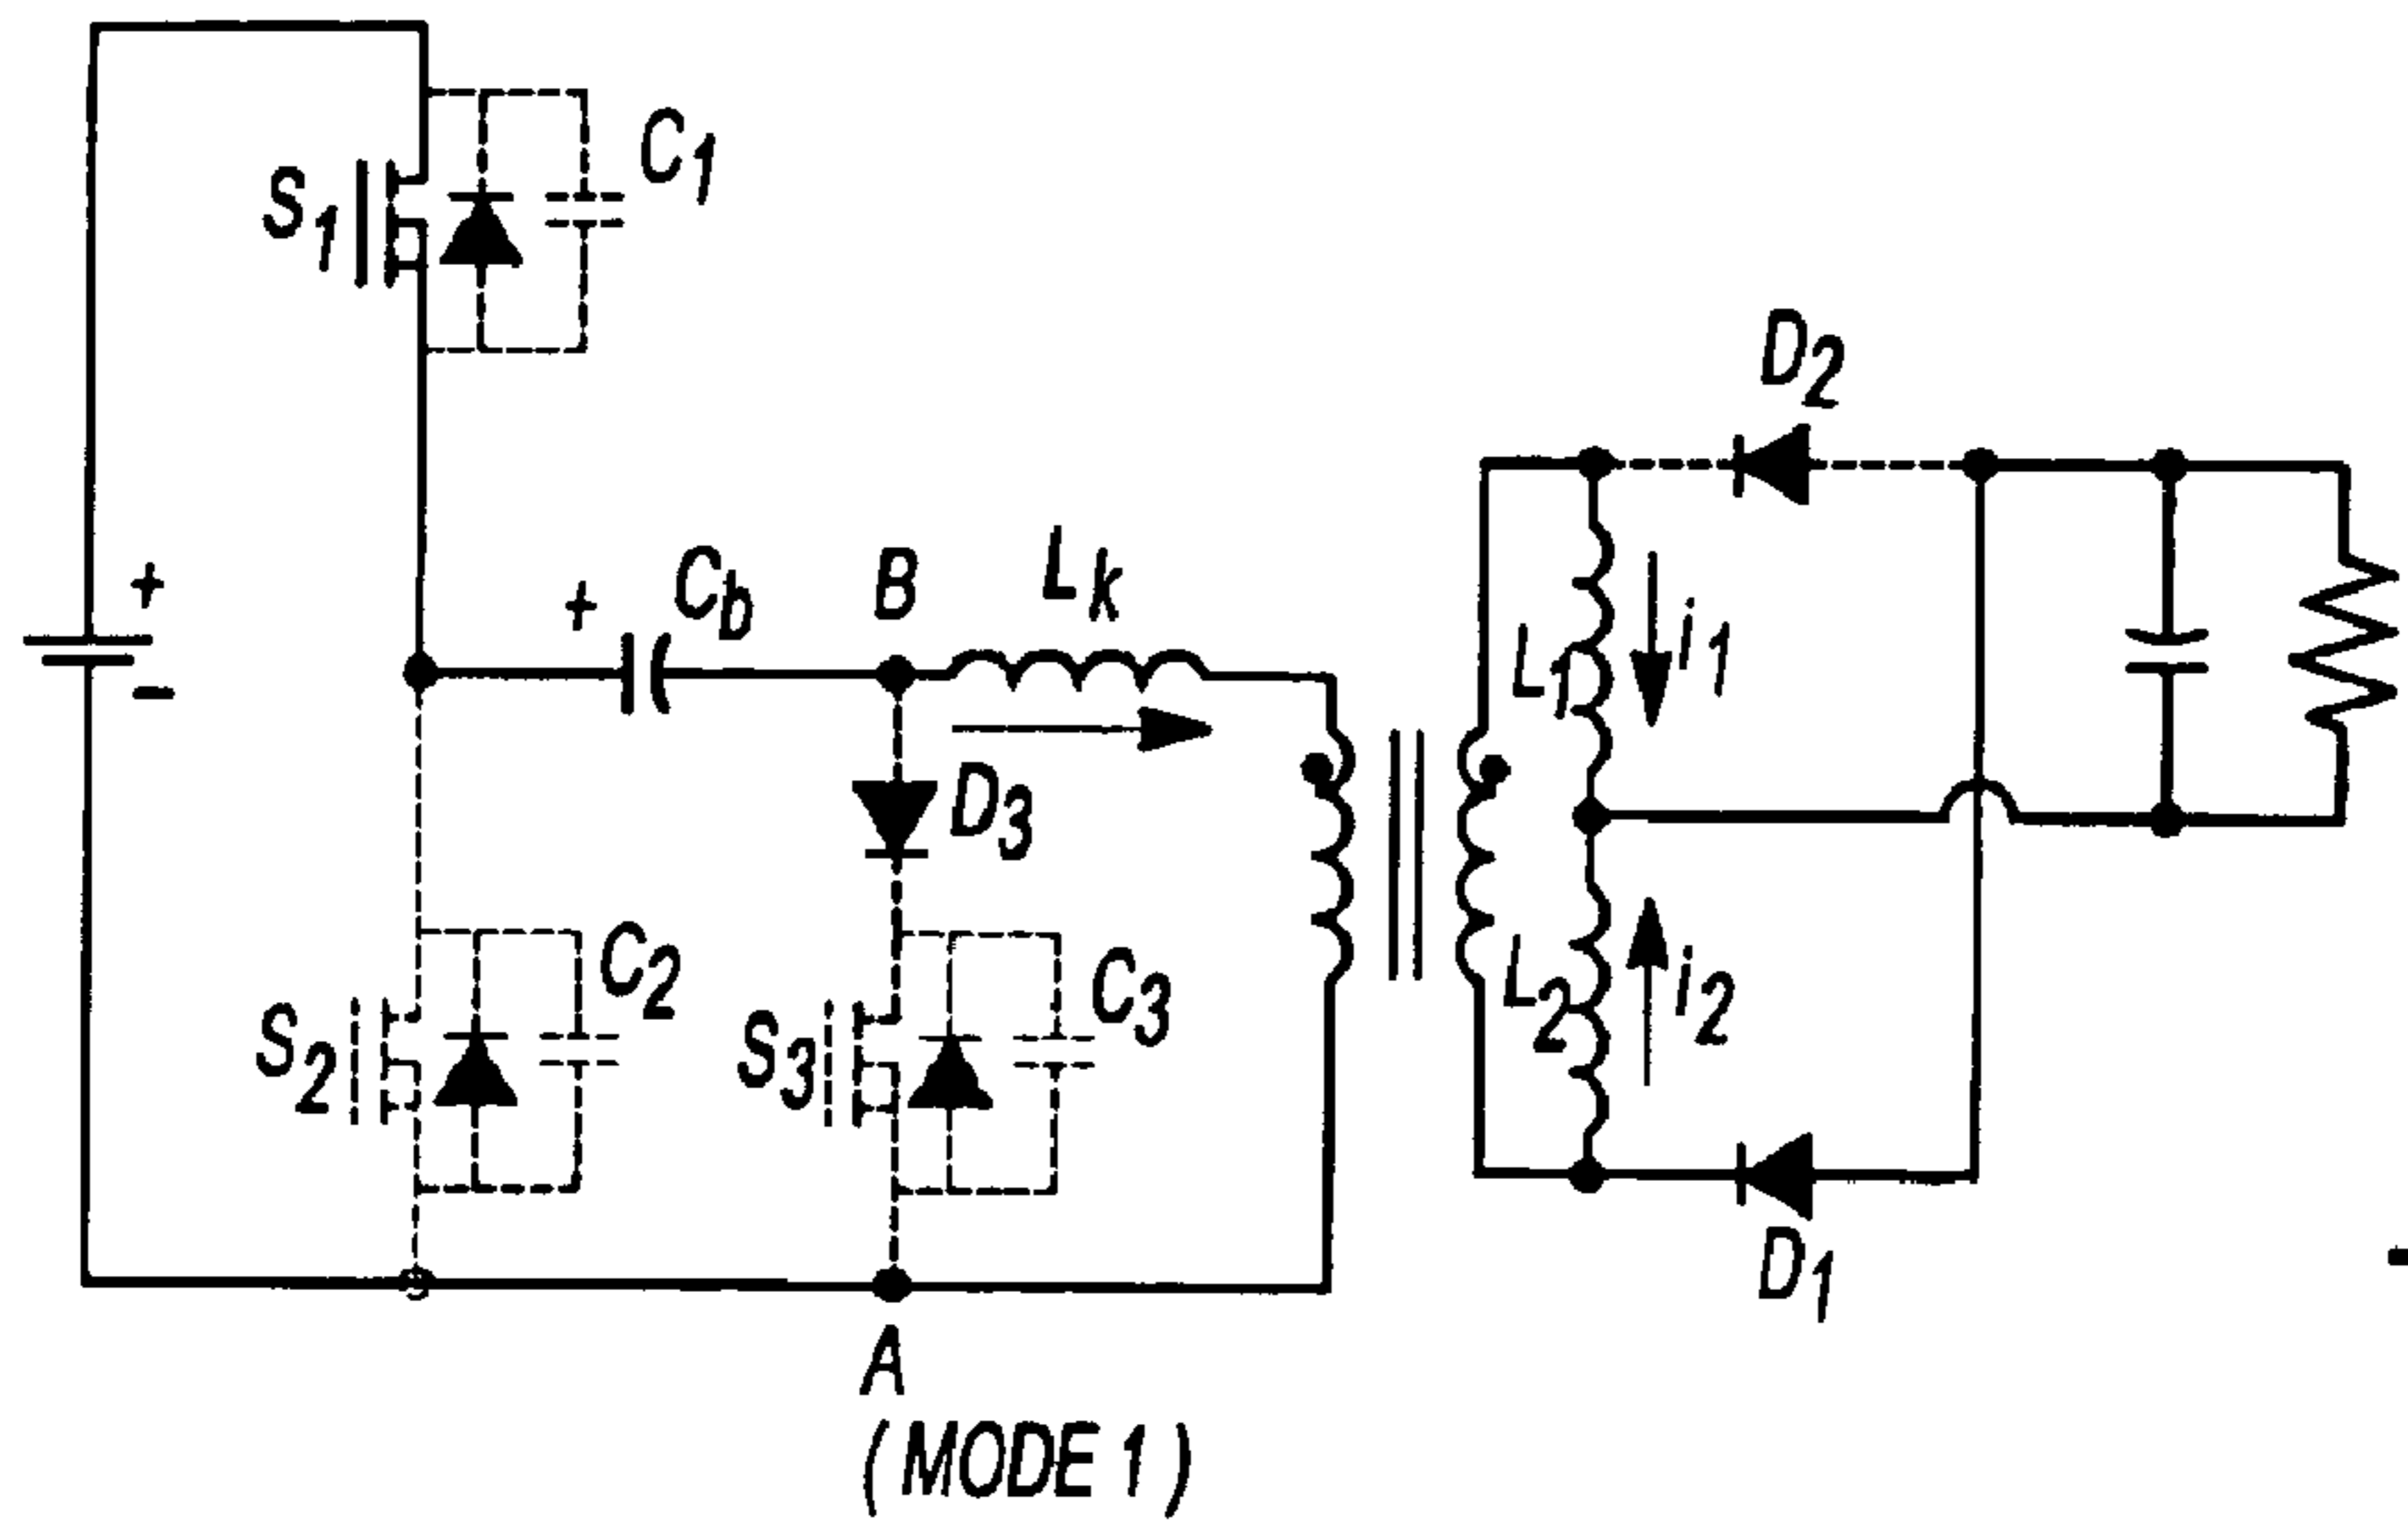 C1
S1
D2
+
+
Cb
B
Lk
-
L1
i1
D3
C2
S2
C3
S3
L2
i2
D1
A
(MODE 1)